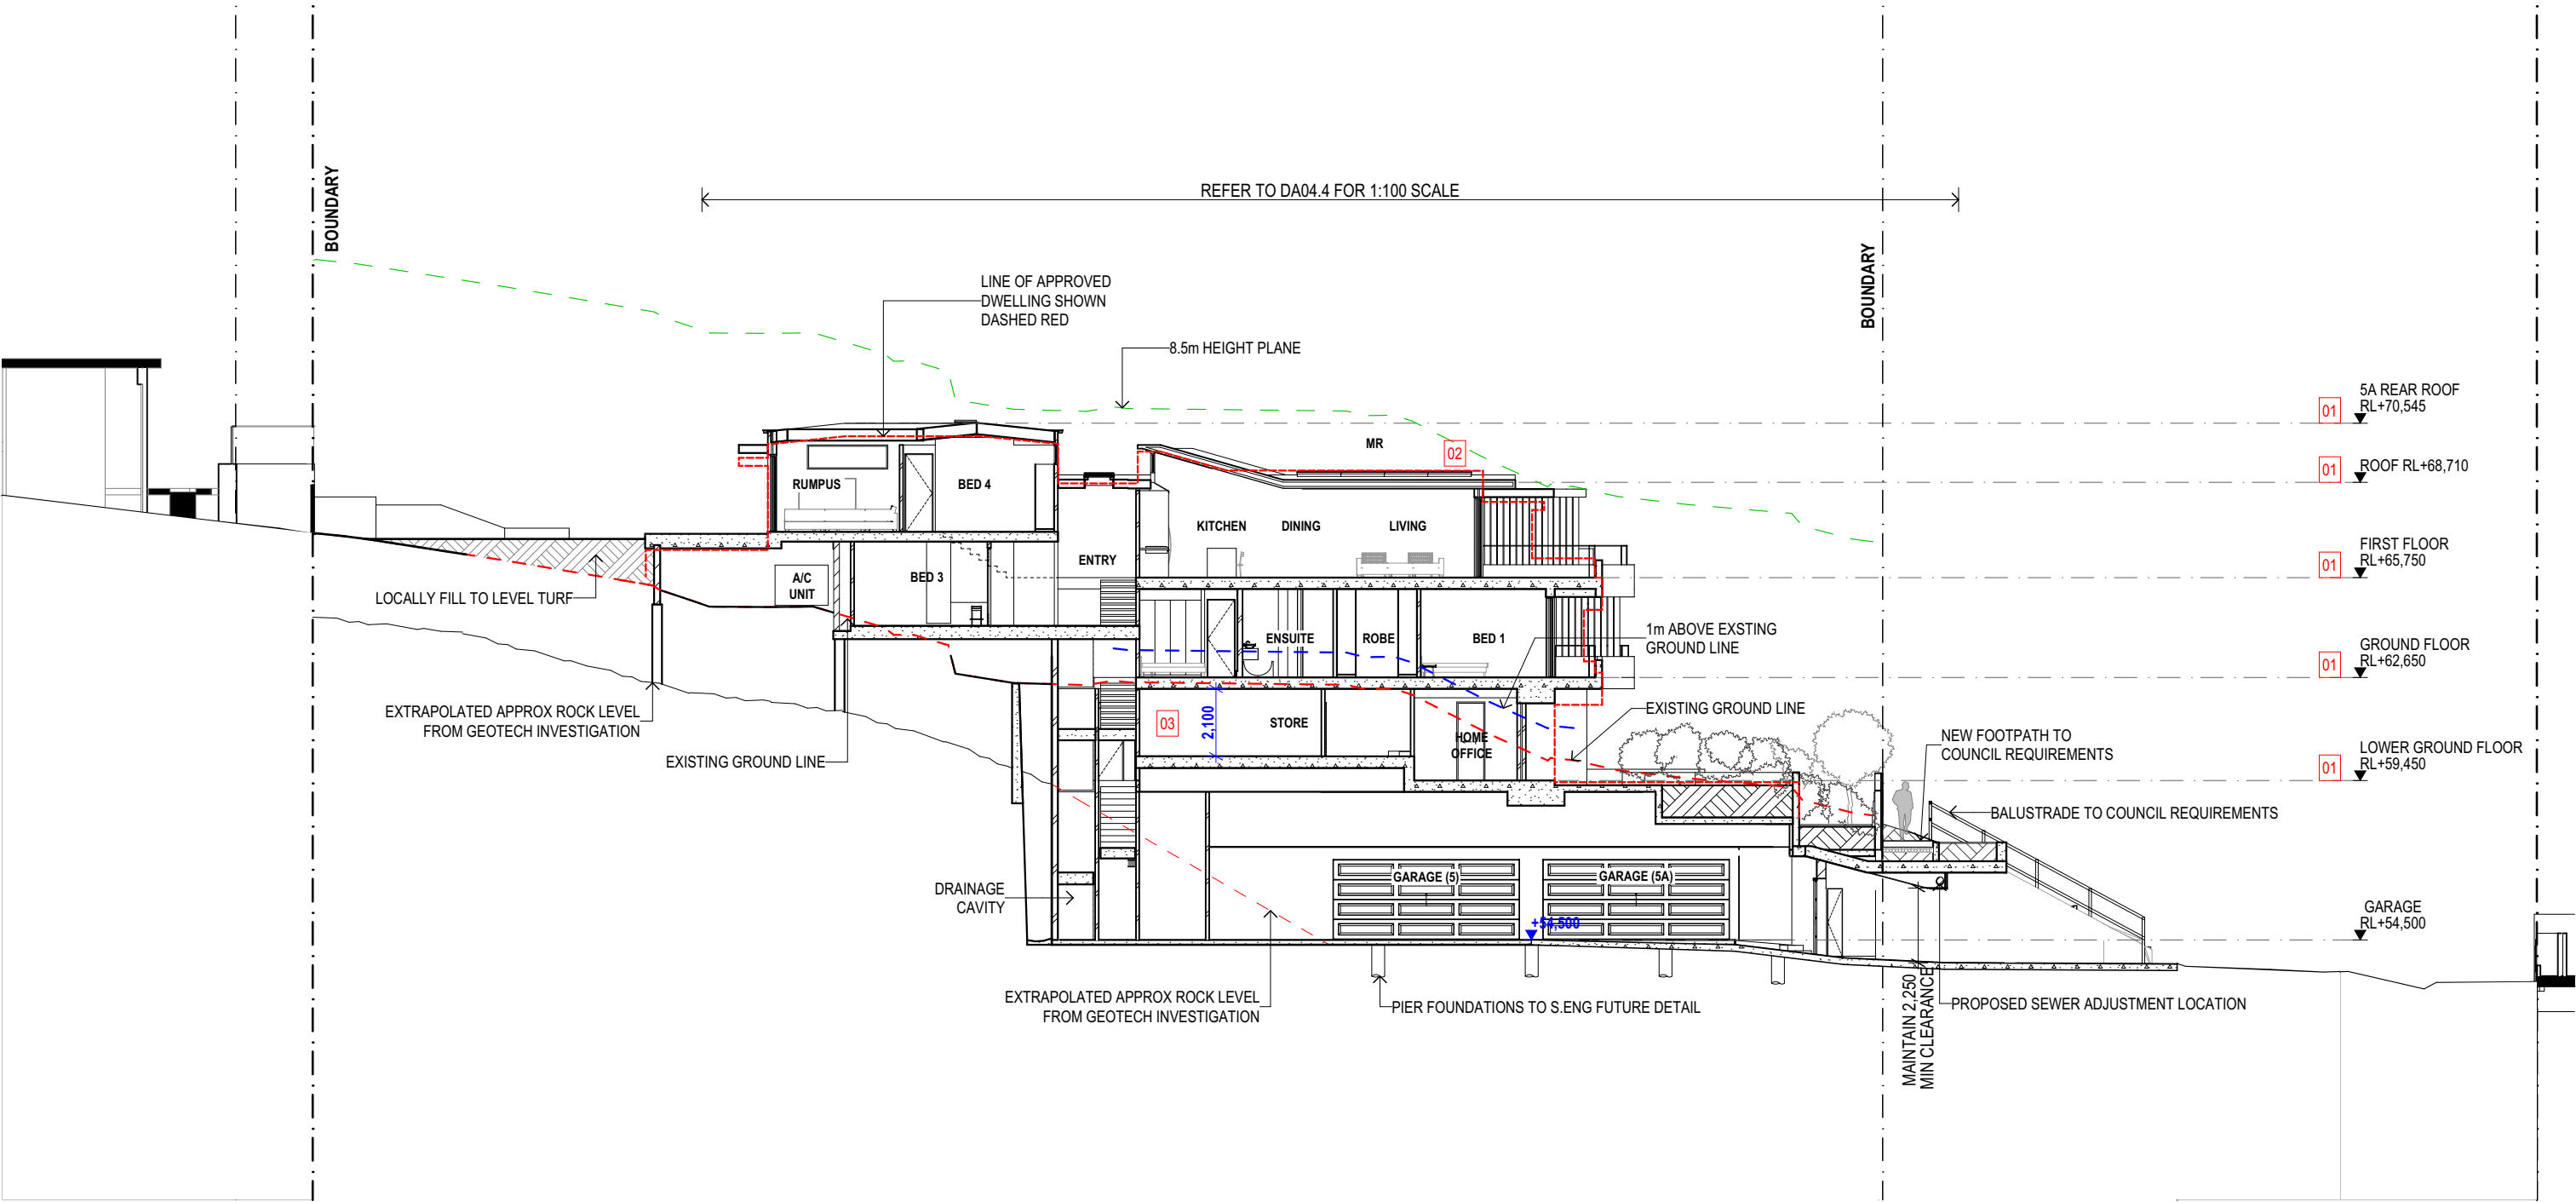 BOUNDARY
REFER TO DA04.4 FOR 1:100 SCALE
BOUNDARY
LINE OF APPROVED
DWELLING SHOWN
DASHED RED
8.5m HEIGHT PLANE
01
5A REAR ROOF
RL+70,545
MR
02
01
ROOF RL+68,710
RUMPUS
BED 4
KITCHEN
DINING
LIVING
ENTRY
01
FIRST FLOOR
RL+65,750
A/C
UNIT
BED 3
LOCALLY FILL TO LEVEL TURF
ENSUITE
ROBE
BED 1
1m ABOVE EXSTING
GROUND LINE
01
GROUND FLOOR
RL+62,650
EXTRAPOLATED APPROX ROCK LEVEL
FROM GEOTECH INVESTIGATION
EXISTING GROUND LINE
03
2,100
STORE
HOME
OFFICE
EXISTING GROUND LINE
NEW FOOTPATH TO
COUNCIL REQUIREMENTS
01
LOWER GROUND FLOOR
RL+59,450
BALUSTRADE TO COUNCIL REQUIREMENTS
DRAINAGE
CAVITY
GARAGE (5)
GARAGE (5A)
+54,500
GARAGE
RL+54,500
EXTRAPOLATED APPROX ROCK LEVEL
FROM GEOTECH INVESTIGATION
PIER FOUNDATIONS TO S.ENG FUTURE DETAIL
MAINTAIN 2,250
MIN CLEARANCE
PROPOSED SEWER ADJUSTMENT LOCATION